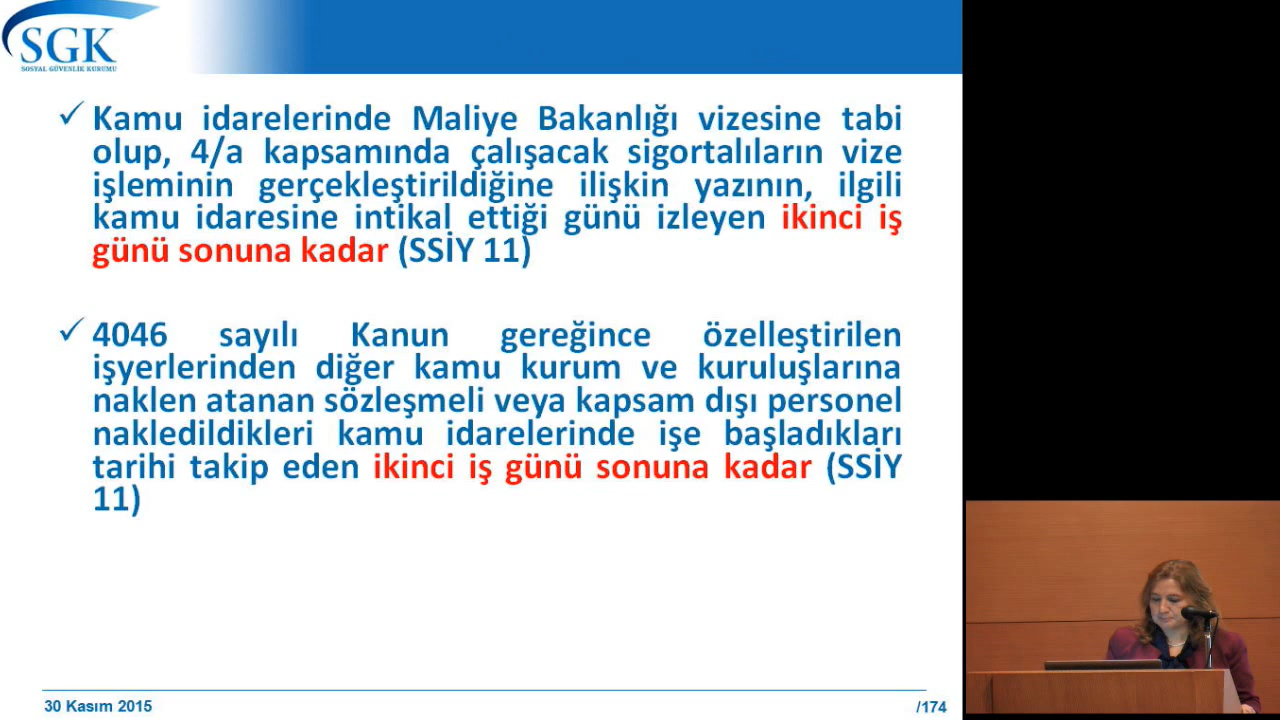 SGK
SOSYAL GÜVENLİK KURUMU
✓ Kamu idarelerinde Maliye Bakanlığı vizesine tabi
olup, 4/a kapsamında çalışacak sigortalıların vize
işleminin gerçekleştirildiğine ilişkin yazının, ilgili
kamu idaresine intikal ettiği günü izleyen ikinci iş
günü sonuna kadar (SSİY 11)
✓ 4046 sayılı Kanun gereğince özelleştirilen
işyerlerinden diğer kamu kurum ve kuruluşlarına
naklen atanan sözleşmeli veya kapsam dışı personel
nakledildikleri kamu idarelerinde işe başladıkları
tarihi takip eden ikinci iş günü sonuna kadar (SSİY
11)
30 Kasım 2015
/174